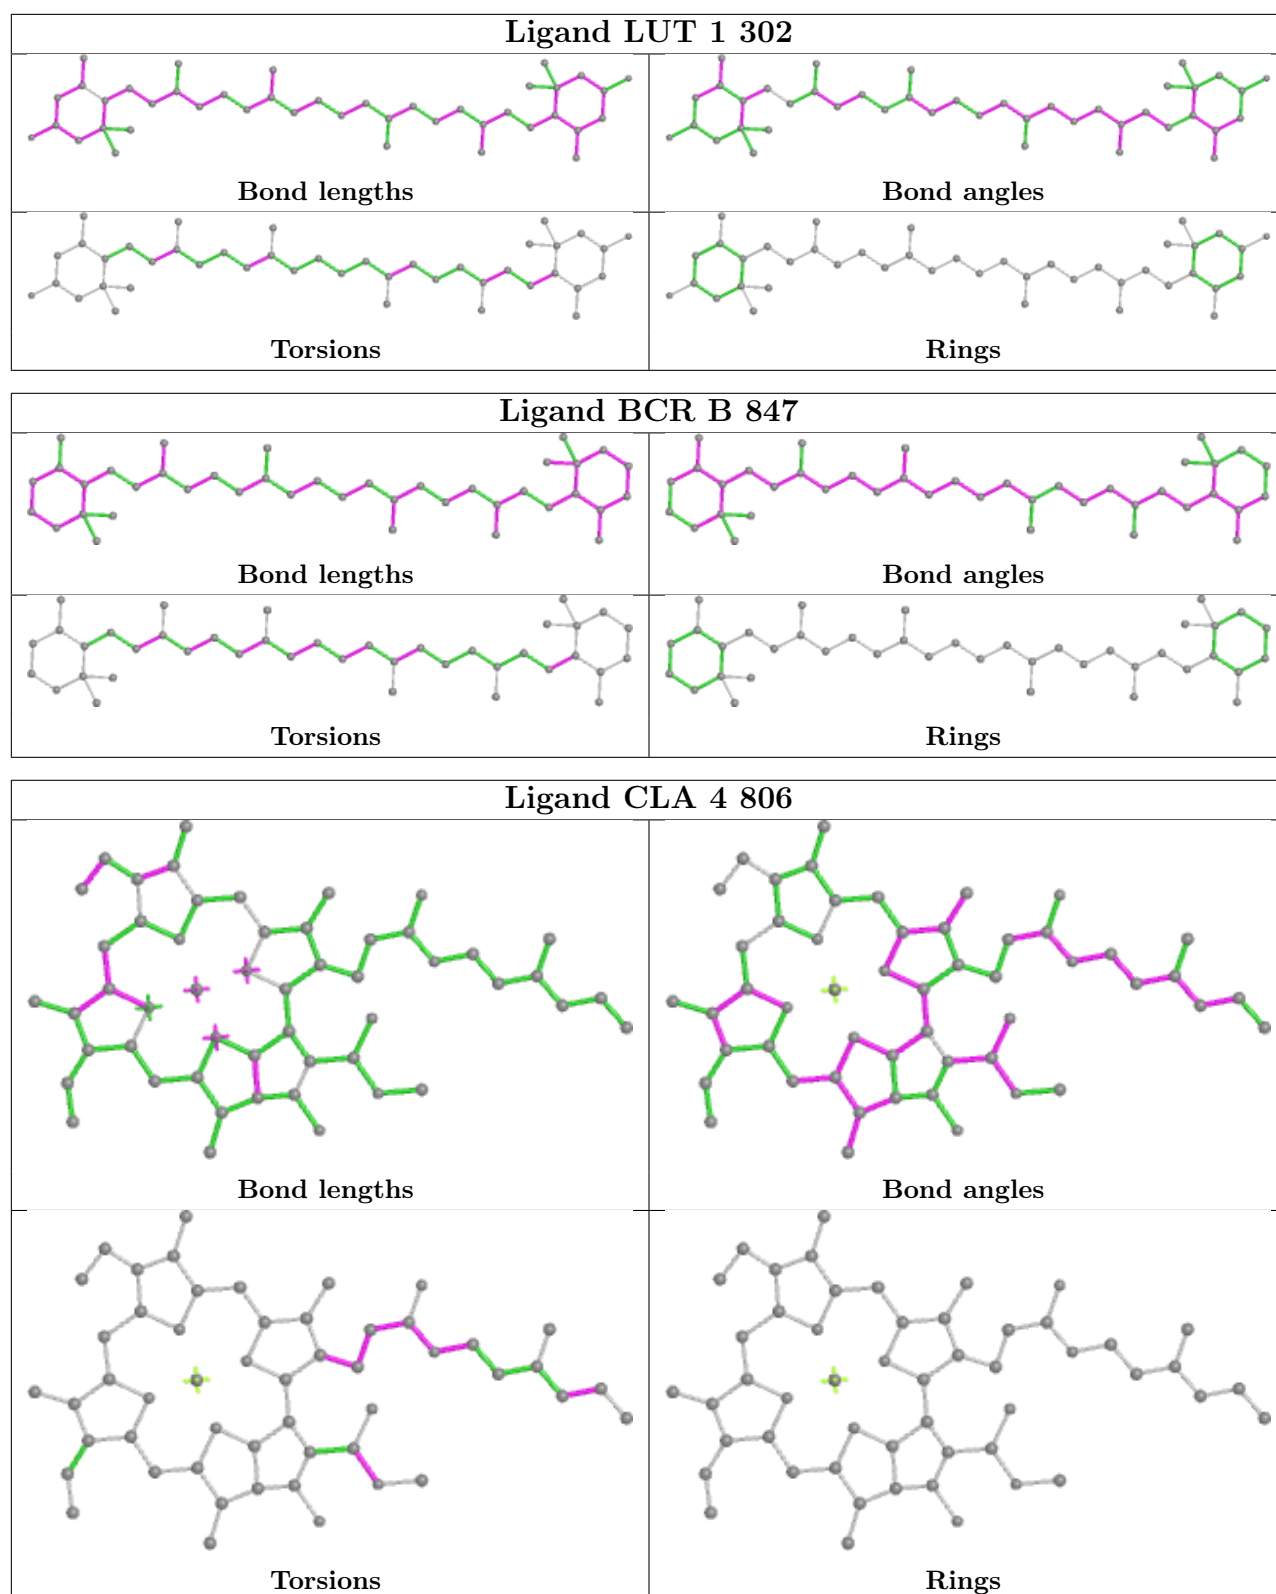 Ligand LUT 1 302
Bond lengths
Bond angles
Torsions
Rings
Ligand BCR B 847
Bond lengths
Bond angles
Torsions
Rings
Ligand CLA 4 806
Bond lengths
Bond angles
Torsions
Rings